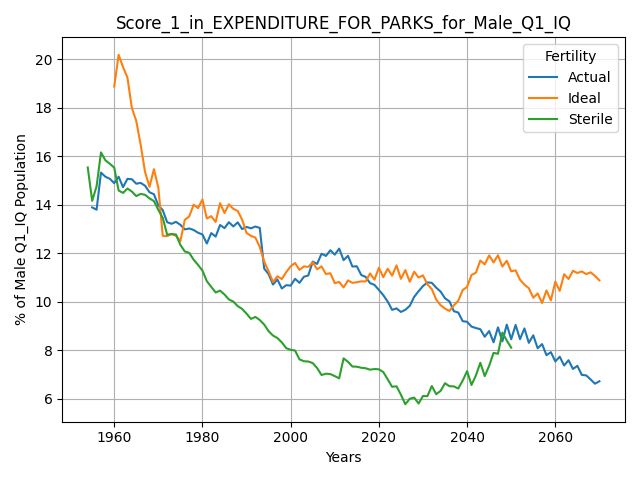 Score_1_in_EXPENDITURE_FOR_PARKS_for_Male_Q1_IQ
Fertility
Actual
Ideal
Sterile
% of Male Q1_IQ Population
20
18
16
14
12
10
8
6
1960 1980 2000 2020 2040 2060
Years